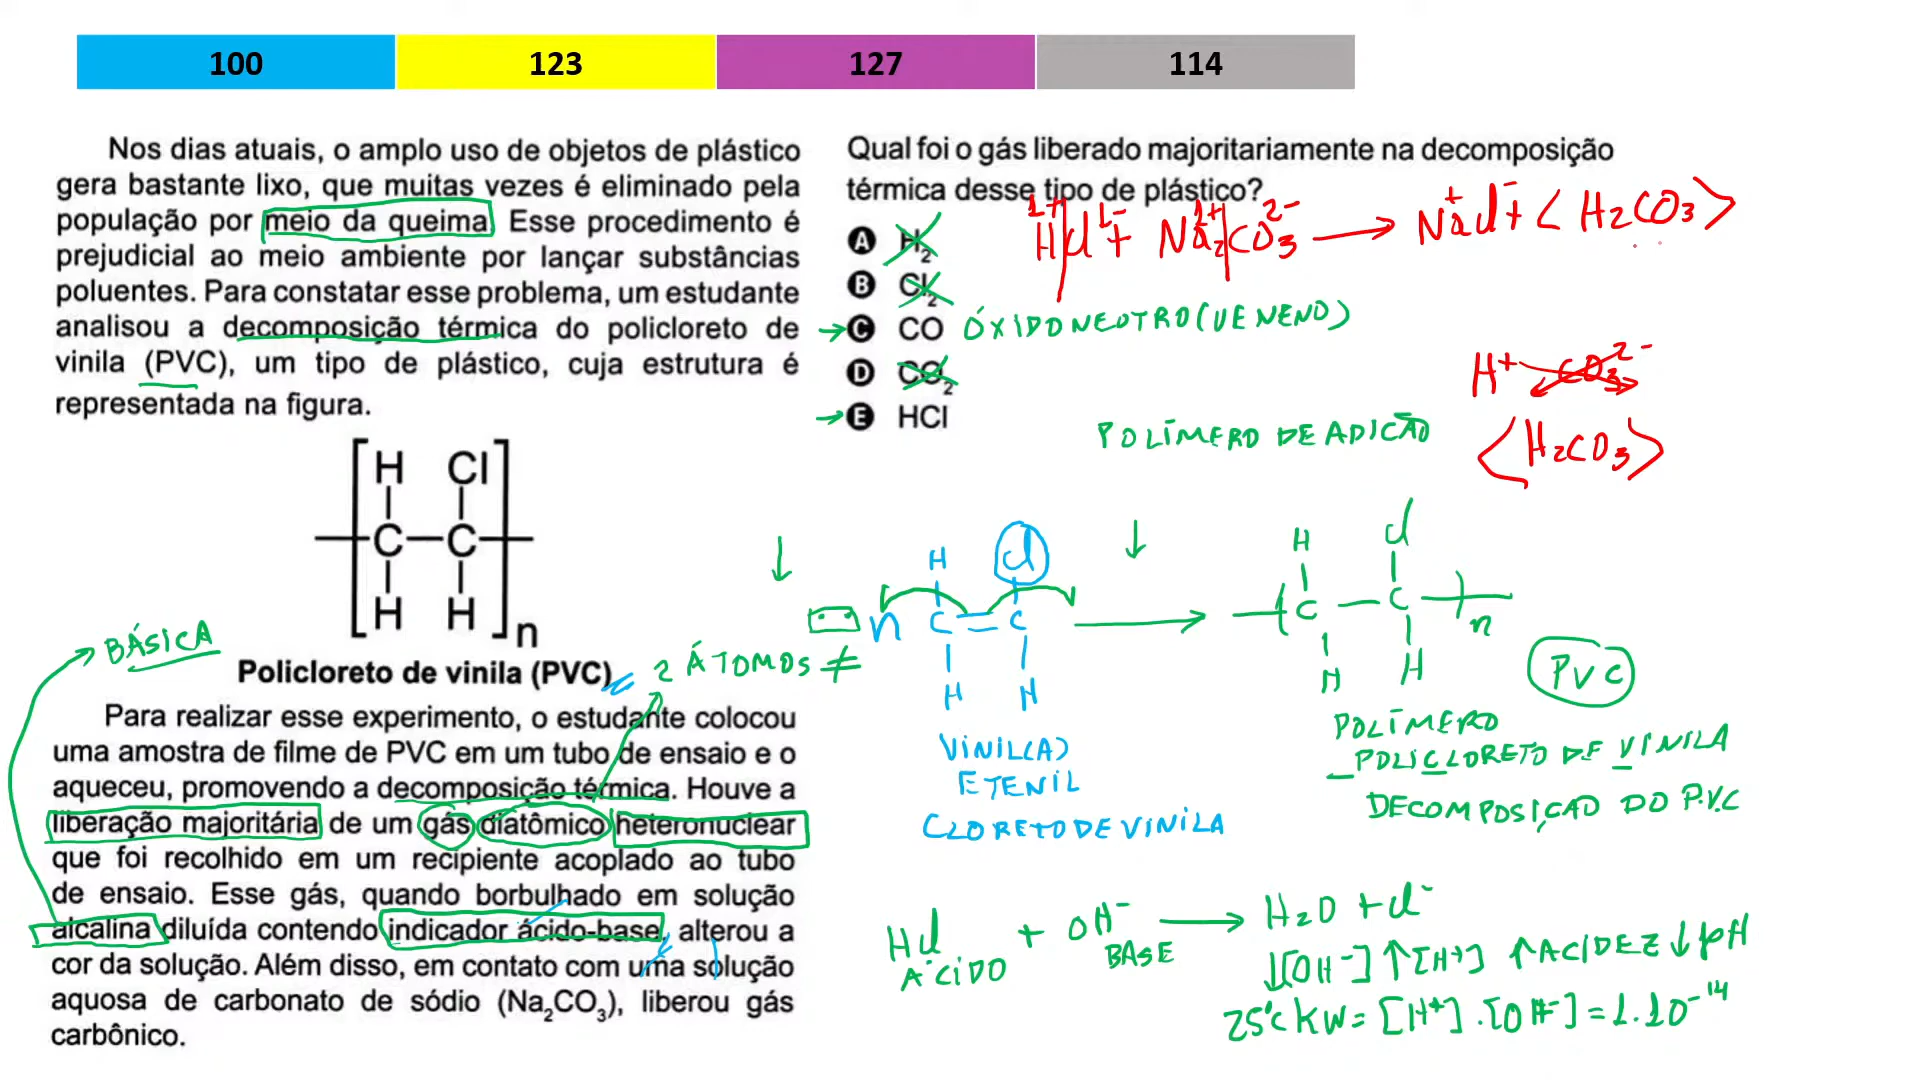 100 123 127 114
Nos dias atuais, o amplo uso de objetos de plástico
gera bastante lixo, que muitas vezes é eliminado pela
população por meio da queima. Esse procedimento é
prejudicial ao meio ambiente por lançar substâncias
poluentes. Para constatar esse problema, um estudante
analisou a decomposição térmica do policloreto de
vinila (PVC), um tipo de plástico, cuja estrutura é
representada na figura.
H Cl
C C
H H
n
Policloreto de vinila (PVC)
BÁSICA
2 ÁTOMOS ≠
Para realizar esse experimento, o estudante colocou
uma amostra de filme de PVC em um tubo de ensaio e o
aqueceu, promovendo a decomposição térmica. Houve a
liberação majoritária de um gás diatômico heteronuclear
que foi recolhido em um recipiente acoplado ao tubo
de ensaio. Esse gás, quando borbulhado em solução
alcalina diluída contendo indicador ácido-base, alterou a
cor da solução. Além disso, em contato com uma solução
aquosa de carbonato de sódio (Na₂CO₃), liberou gás
carbônico.
Qual foi o gás liberado majoritariamente na decomposição
térmica desse tipo de plástico?
A H₂
B Cl₂
C CO ÓXIDO NEUTRO (VENENO)
D CO₂
E HCl
1+ 1- 1+ 2- + -
HCl + Na₂CO₃ → NaCl + < H₂CO₃ >
H⁺ CO₃²⁻
< H₂CO₃ >
POLÍMERO DE ADIÇÃO
H Cl
n C = C →
H H
VINIL(A)
ETENIL
CLORETO DE VINILA
H Cl
( C — C ) n
H H
PVC
POLÍMERO
POLICLORETO DE VINILA
DECOMPOSIÇÃO DO P.V.C
HCl + OH⁻ → H₂O + Cl⁻
ÁCIDO BASE
↓[OH⁻] ↑[H⁺] ↑ACIDEZ ↓pH
25°C KW = [H⁺] . [OH⁻] = 1.10⁻¹⁴